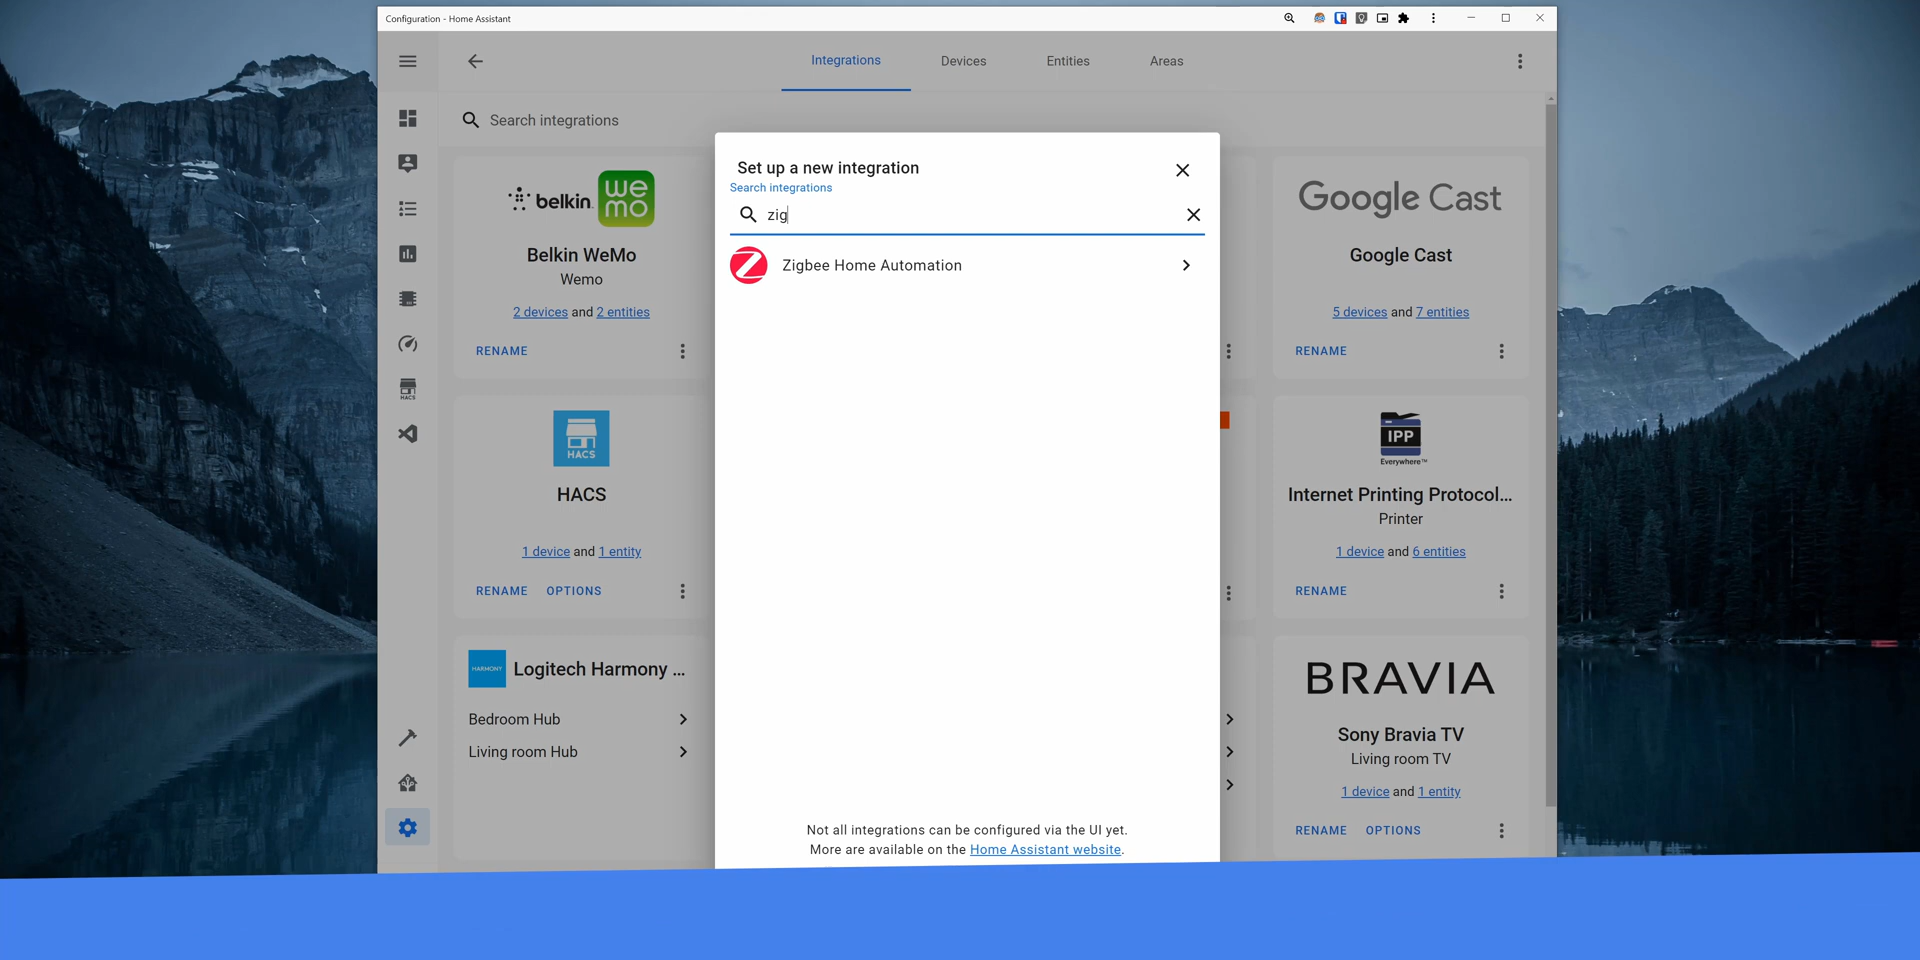 Configuration - Home Assistant
Integrations
Devices
Entities
Areas
Search integrations
belkin
we
mo
Belkin WeMo
Wemo
2 devices and 2 entities
RENAME
Set up a new integration
Search integrations
zig
Zigbee Home Automation
Not all integrations can be configured via the UI yet.
More are available on the Home Assistant website.
Google Cast
Google Cast
5 devices and 7 entities
RENAME
HACS
HACS
HACS
1 device and 1 entity
RENAME OPTIONS
IPP
Everywhere™
Internet Printing Protocol...
Printer
1 device and 6 entities
RENAME
HARMONY
Logitech Harmony ...
Bedroom Hub
Living room Hub
BRAVIA
Sony Bravia TV
Living room TV
1 device and 1 entity
RENAME OPTIONS